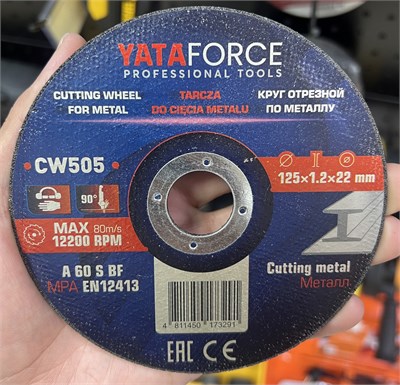 YATAFORCE
PROFESSIONAL TOOLS
CUTTING WHEEL
FOR METAL
TARCZA
DO CIĘCIA METALU
КРУГ ОТРЕЗНОЙ
ПО МЕТАЛЛУ
• CW505 •
90°
125×1.2×22 mm
MAX 80m/s
12200 RPM
A 60 S BF
MPA EN12413
Cutting metal
Металл
4 811450 173291
EAC CE